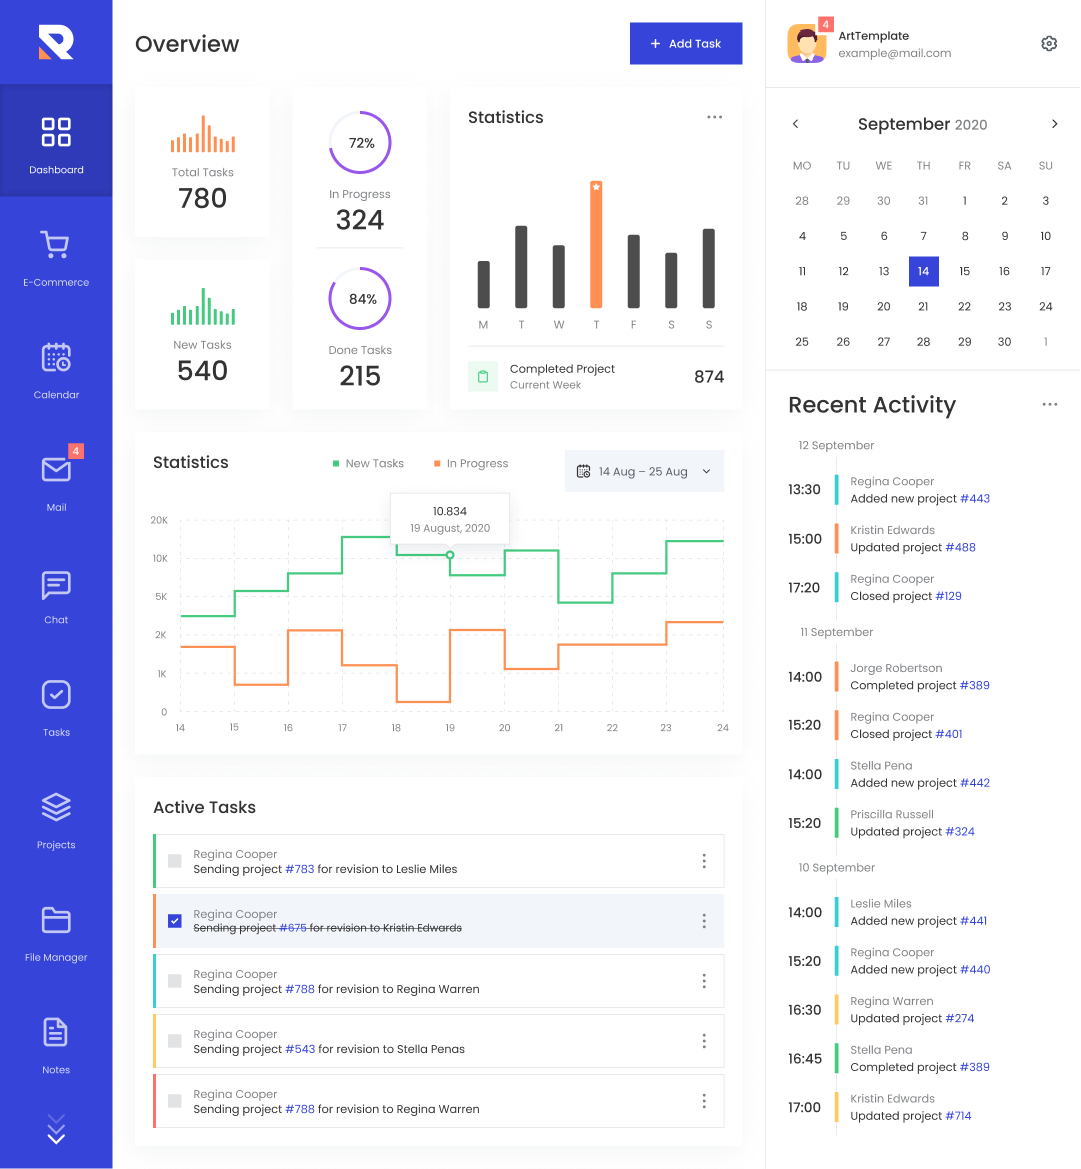 Dashboard
E-Commerce
Calendar
4
Mail
Chat
Tasks
Projects
File Manager
Notes
Overview
+ Add Task
Total Tasks
780
New Tasks
540
72%
In Progress
324
84%
Done Tasks
215
Statistics
M T W T F S S
Completed Project
Current Week
874
Statistics
New Tasks
In Progress
14 Aug – 25 Aug
10.834
19 August, 2020
20K
10K
5K
2K
1K
0
14 15 16 17 18 19 20 21 22 23 24
Active Tasks
Regina Cooper
Sending project #783 for revision to Leslie Miles
Regina Cooper
Sending project #675 for revision to Kristin Edwards
Regina Cooper
Sending project #788 for revision to Regina Warren
Regina Cooper
Sending project #543 for revision to Stella Penas
Regina Cooper
Sending project #788 for revision to Regina Warren
4
ArtTemplate
example@mail.com
September 2020
MO TU WE TH FR SA SU
28 29 30 31 1 2 3
4 5 6 7 8 9 10
11 12 13 14 15 16 17
18 19 20 21 22 23 24
25 26 27 28 29 30 1
Recent Activity
12 September
13:30
Regina Cooper
Added new project #443
15:00
Kristin Edwards
Updated project #488
17:20
Regina Cooper
Closed project #129
11 September
14:00
Jorge Robertson
Completed project #389
15:20
Regina Cooper
Closed project #401
14:00
Stella Pena
Added new project #442
15:20
Priscilla Russell
Updated project #324
10 September
14:00
Leslie Miles
Added new project #441
15:20
Regina Cooper
Added new project #440
16:30
Regina Warren
Updated project #274
16:45
Stella Pena
Completed project #389
17:00
Kristin Edwards
Updated project #714